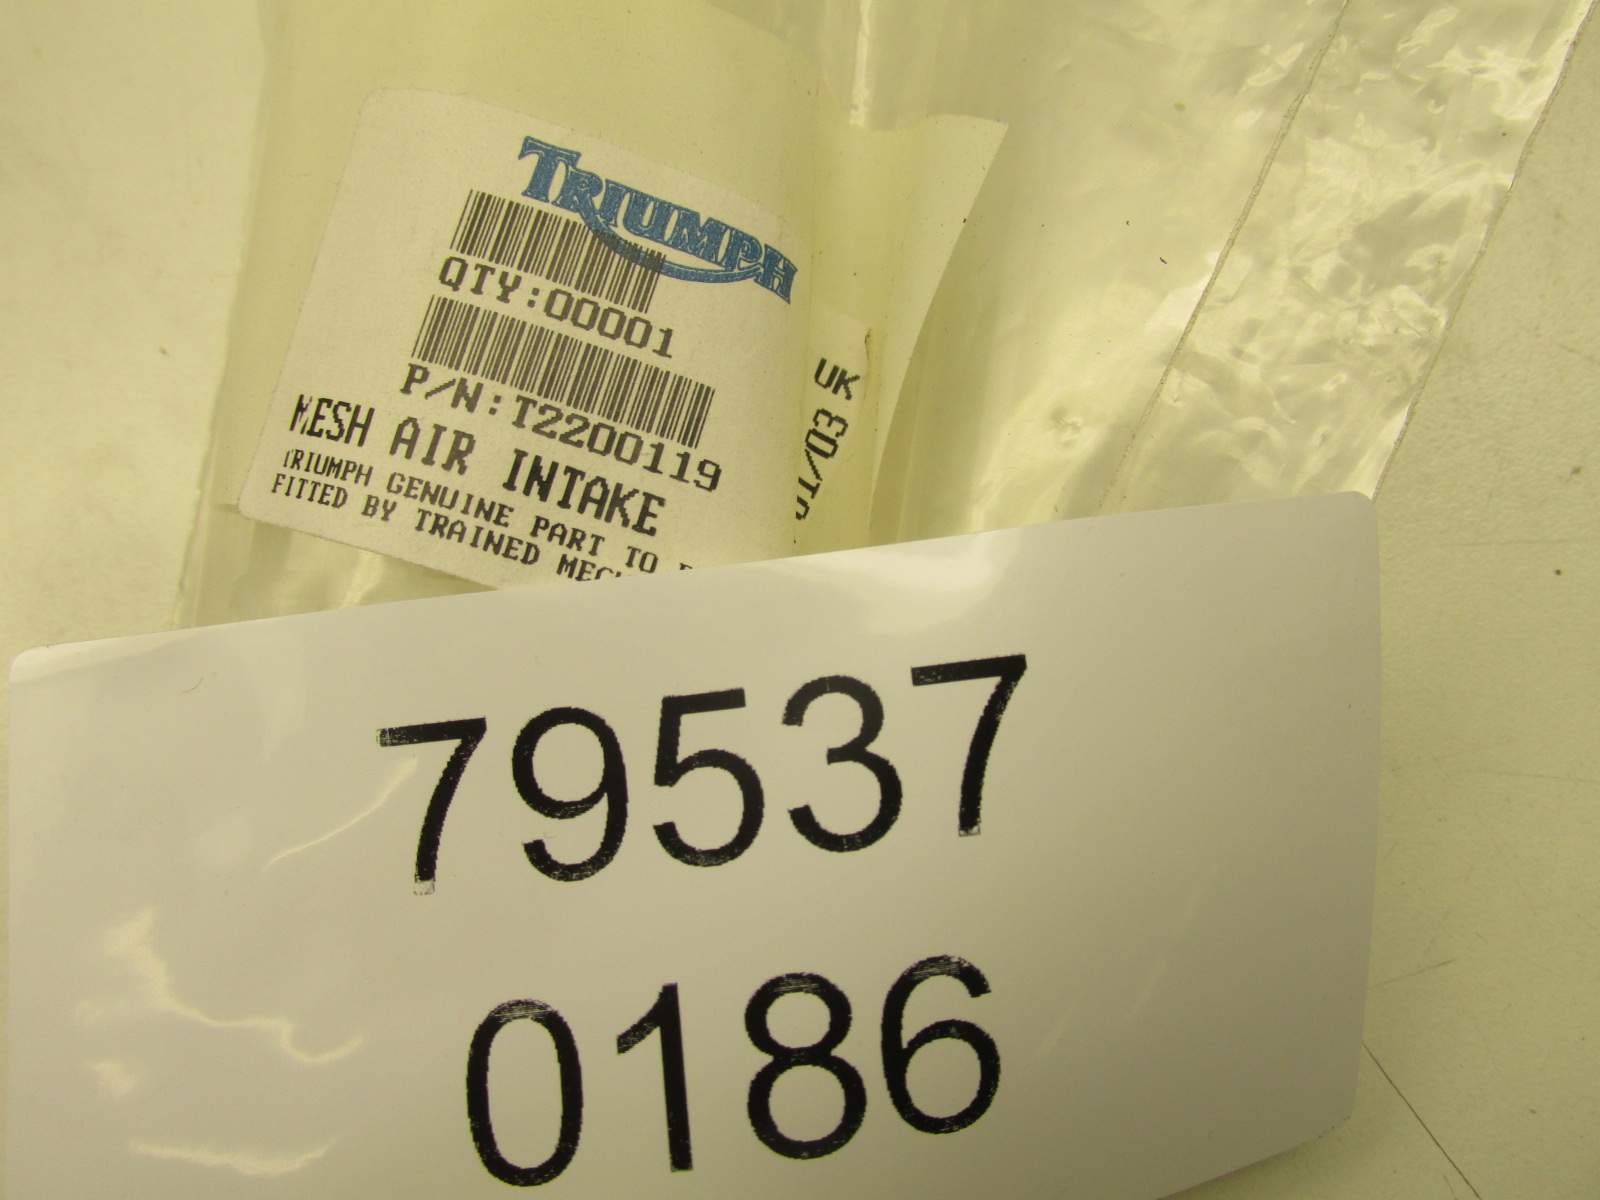 TRIUMPH
QTY:00001
P/N:T2200119
MESH AIR INTAKE
TRIUMPH GENUINE PART TO
FITTED BY TRAINED
UK
79537
0186